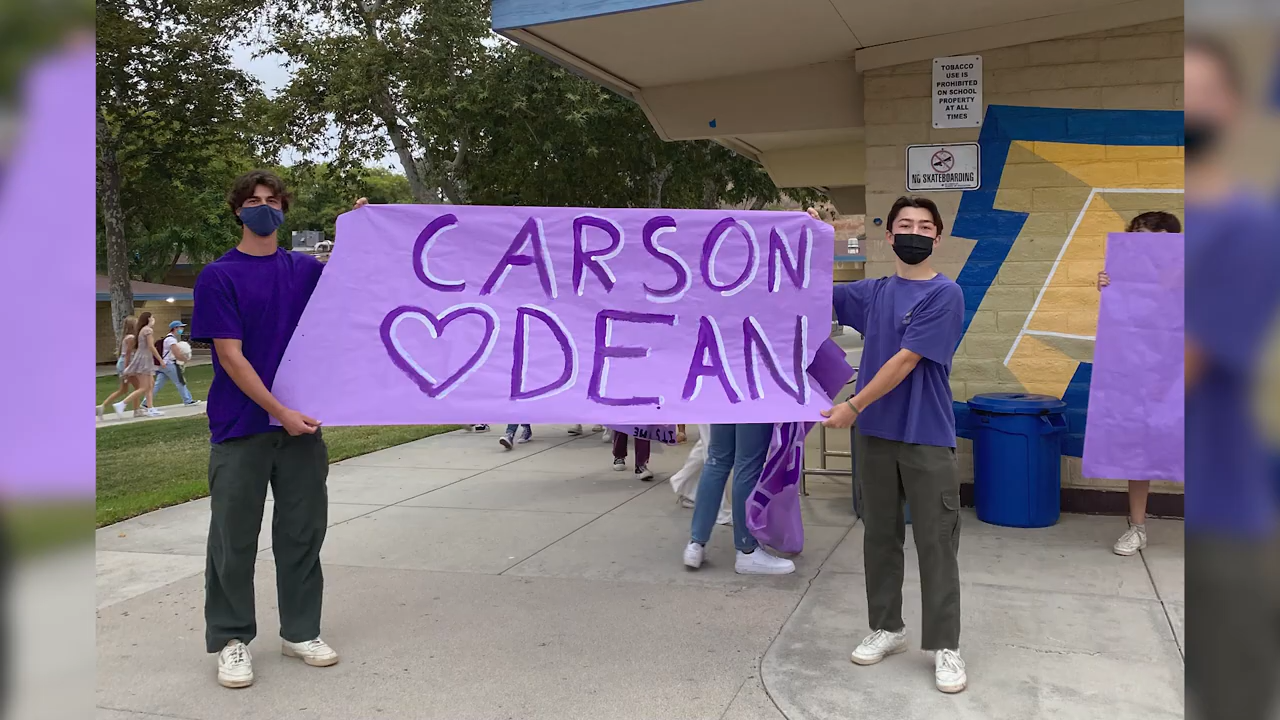 TOBACCO
USE IS
PROHIBITED
ON SCHOOL
PROPERTY
AT ALL
TIMES
NO SKATEBOARDING
CARSON
♡ DEAN